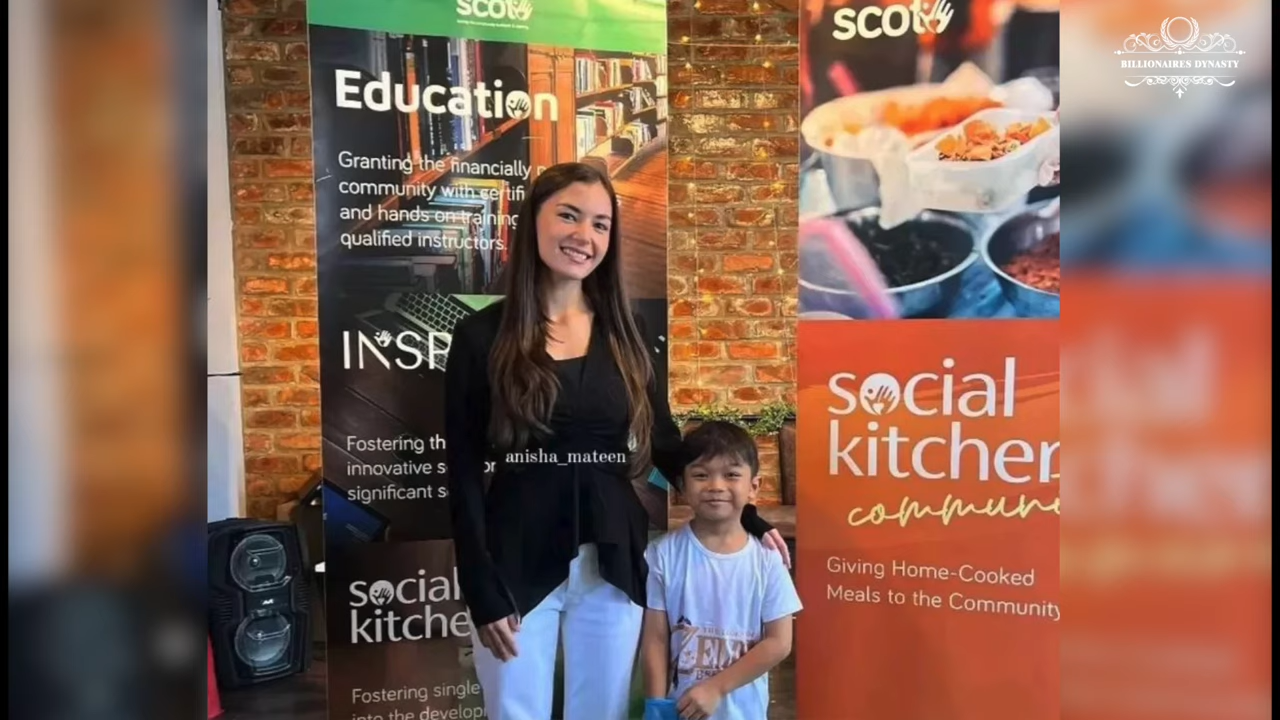 scot
Education
Granting the financially
community with
and hands on training
qualified instructors.
INSP
Fostering th
innovative
significant s
social
kitche
Fostering single
into the develop
anisha_mateen
scot
social
kitchen
commun
Giving Home-Cooked
Meals to the Community
BILLIONAIRES DYNASTY